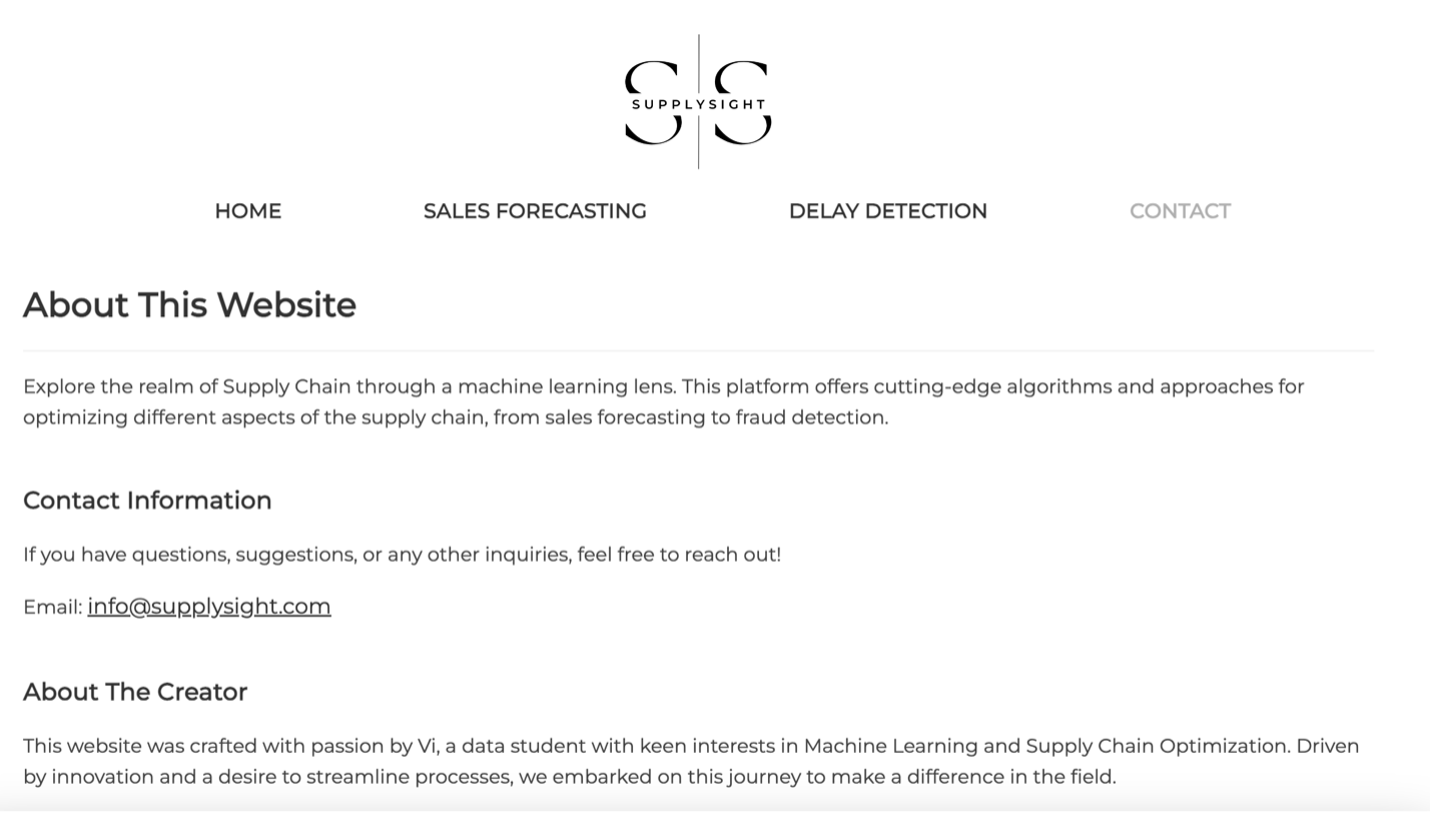 SUPPLYSIGHT
HOME SALES FORECASTING DELAY DETECTION CONTACT
About This Website
Explore the realm of Supply Chain through a machine learning lens. This platform offers cutting-edge algorithms and approaches for
optimizing different aspects of the supply chain, from sales forecasting to fraud detection.
Contact Information
If you have questions, suggestions, or any other inquiries, feel free to reach out!
Email: info@supplysight.com
About The Creator
This website was crafted with passion by Vi, a data student with keen interests in Machine Learning and Supply Chain Optimization. Driven
by innovation and a desire to streamline processes, we embarked on this journey to make a difference in the field.